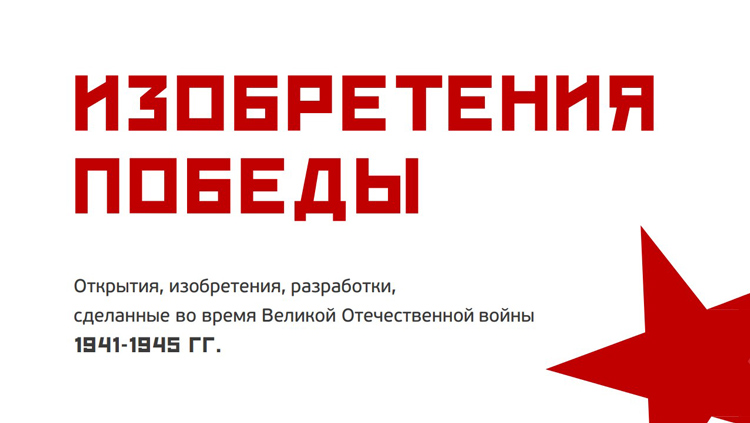 ИЗОБРЕТЕНИЯ
ПОБЕДЫ
Открытия, изобретения, разработки,
сделанные во время Великой Отечественной войны
1941-1945 ГГ.